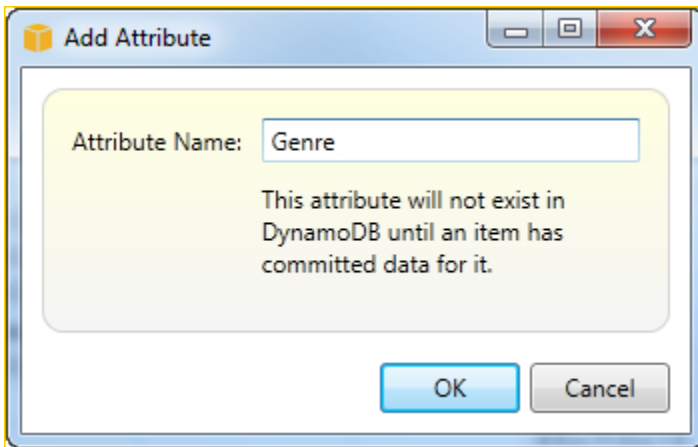 Add Attribute
Attribute Name: Genre
This attribute will not exist in
DynamoDB until an item has
committed data for it.
OK Cancel